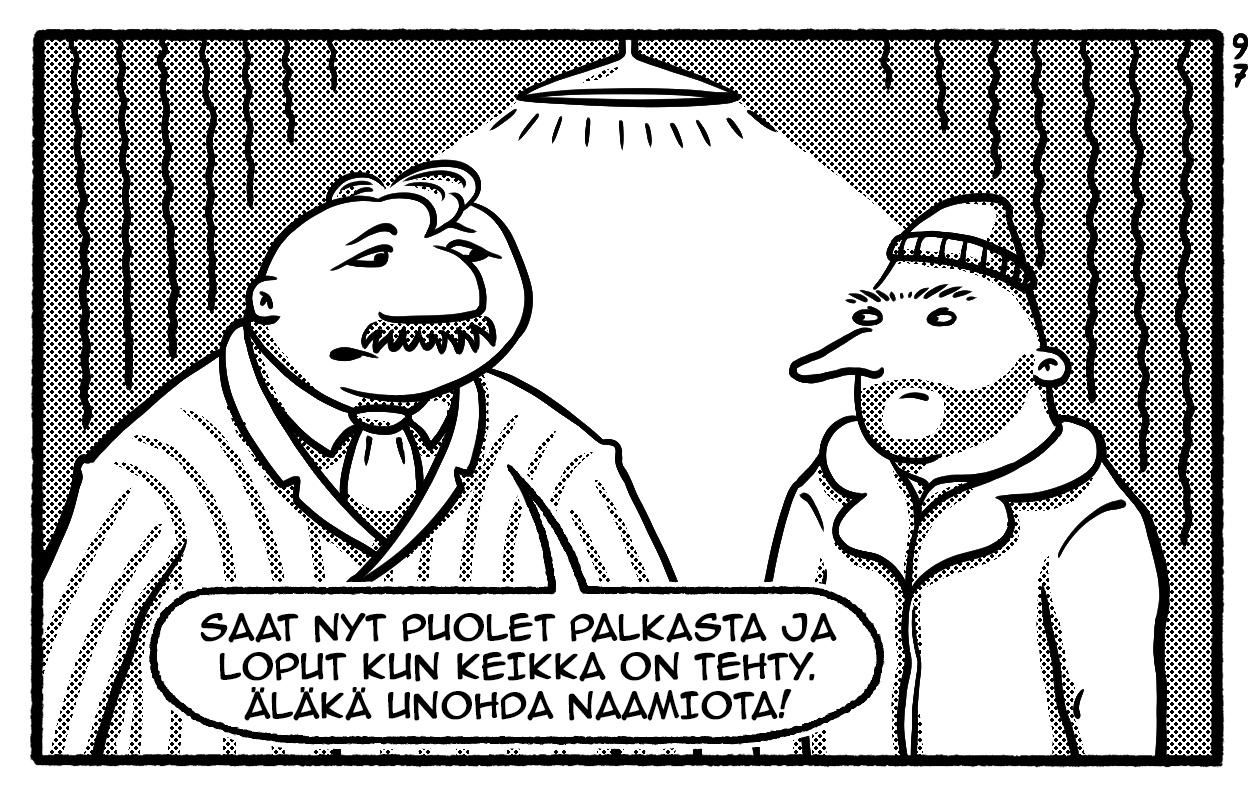 SAAT NYT PUOLET PALKASTA JA
LOPUT KUN KEIKKA ON TEHTY.
ÄLÄKÄ UNOHDA NAAMIOTA!
9
7